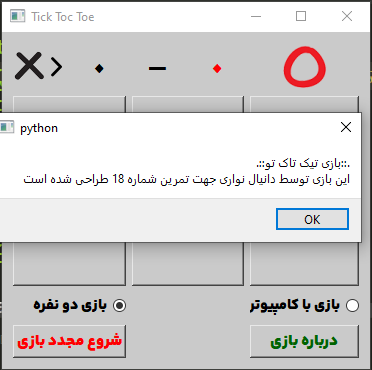 Tick Toc Toe
python
.::بازی تیک تاک تو::.
این بازی توسط دانیال نواری جهت تمرین شماره 18 طراحی شده است
OK
بازی با کامپیوتر
بازی دو نفره
درباره بازی
شروع مجدد بازی